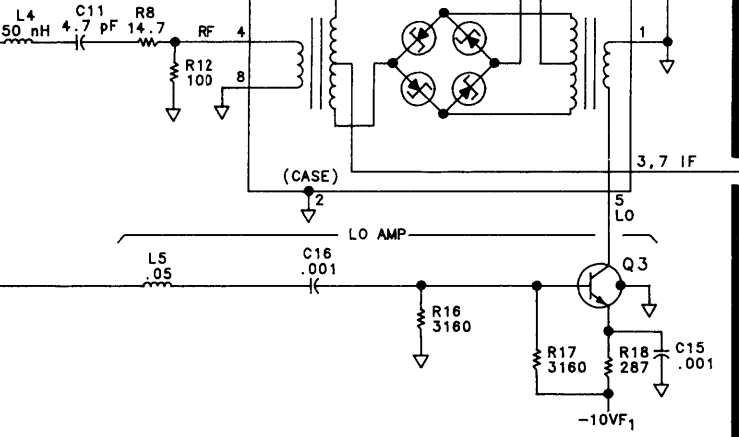 L4
50 nH
C11
4.7 pF
R8
14.7
RF
4
R12
100
8
1
3,7 IF
(CASE)
2
5
LO
LO AMP
L5
.05
C16
.001
Q3
R16
3160
R17
3160
R18
287
C15
.001
-10VF1